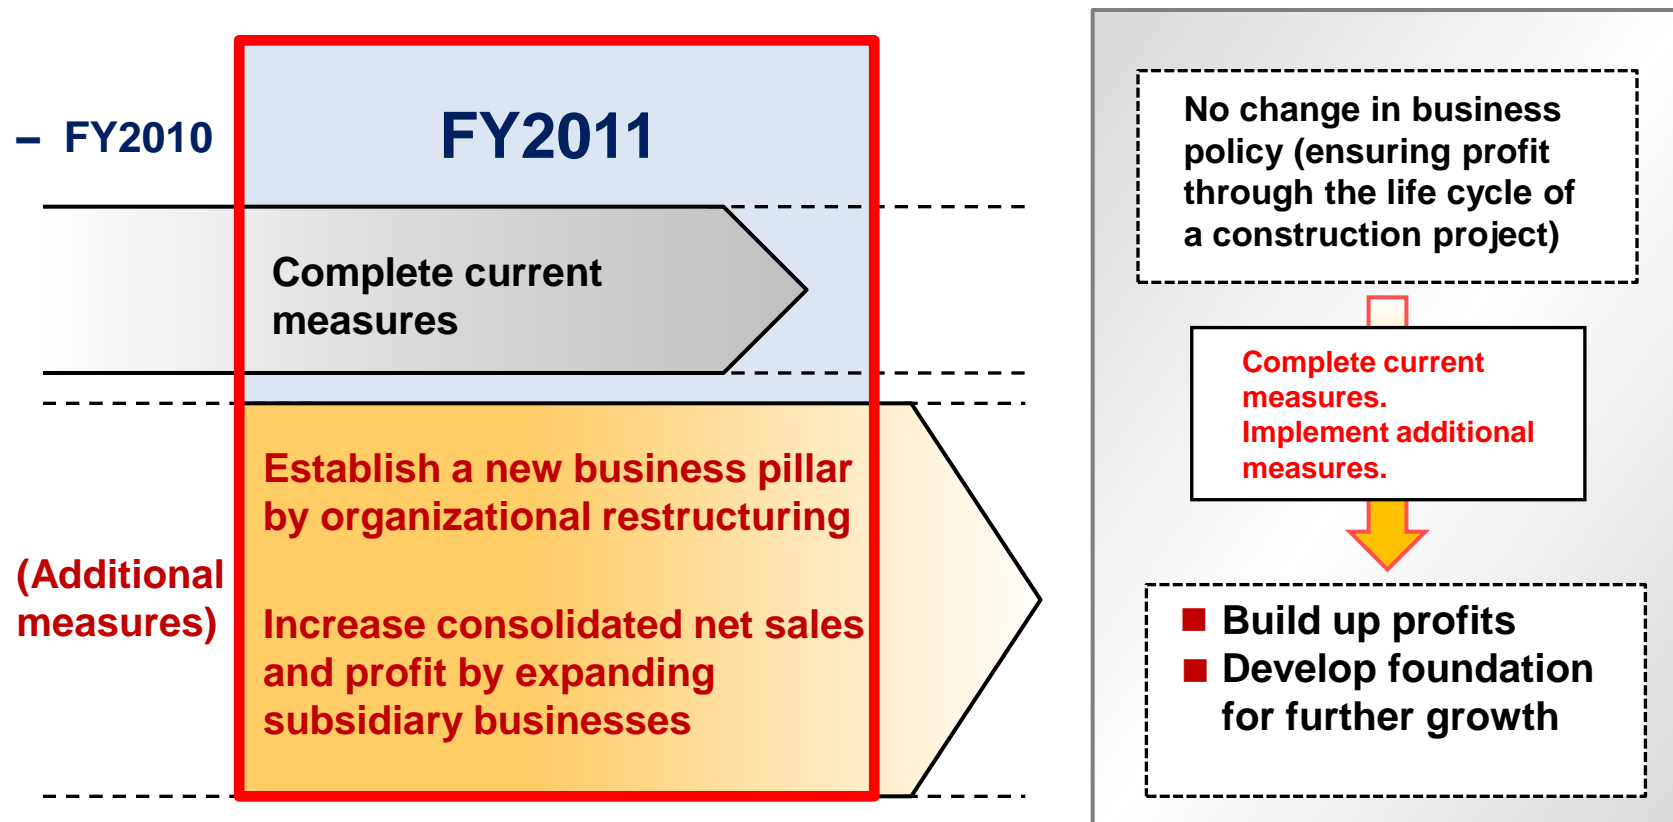 – FY2010
FY2011
Complete current
measures
(Additional
measures)
Establish a new business pillar
by organizational restructuring
Increase consolidated net sales
and profit by expanding
subsidiary businesses
No change in business
policy (ensuring profit
through the life cycle of
a construction project)
Complete current
measures.
Implement additional
measures.
■ Build up profits
■ Develop foundation
for further growth